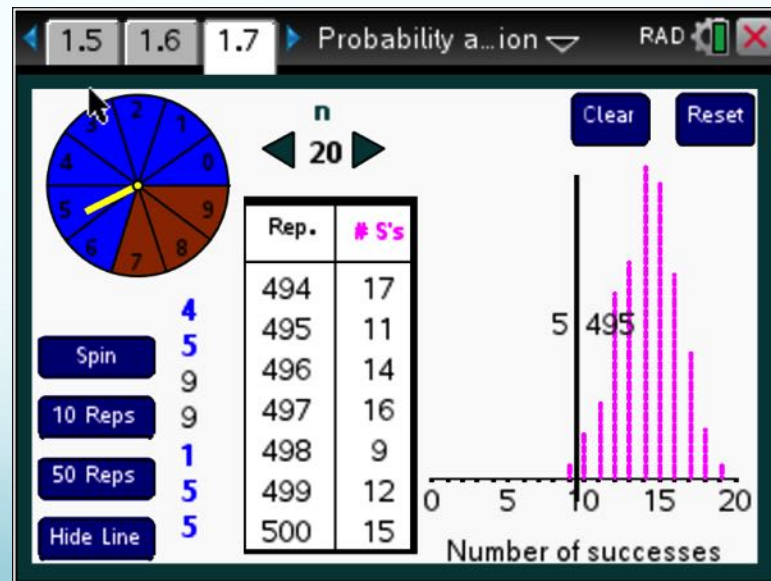 1.5 1.6 1.7 Probability a...ion RAD
n
20
Clear Reset
2
3 1
4 0
5 9
6 8
7
Rep. # S's
494 17
495 11
496 14
497 16
498 9
499 12
500 15
4
5
9
9
1
5
5
Spin
10 Reps
50 Reps
Hide Line
5 495
0 5 10 15 20
Number of successes